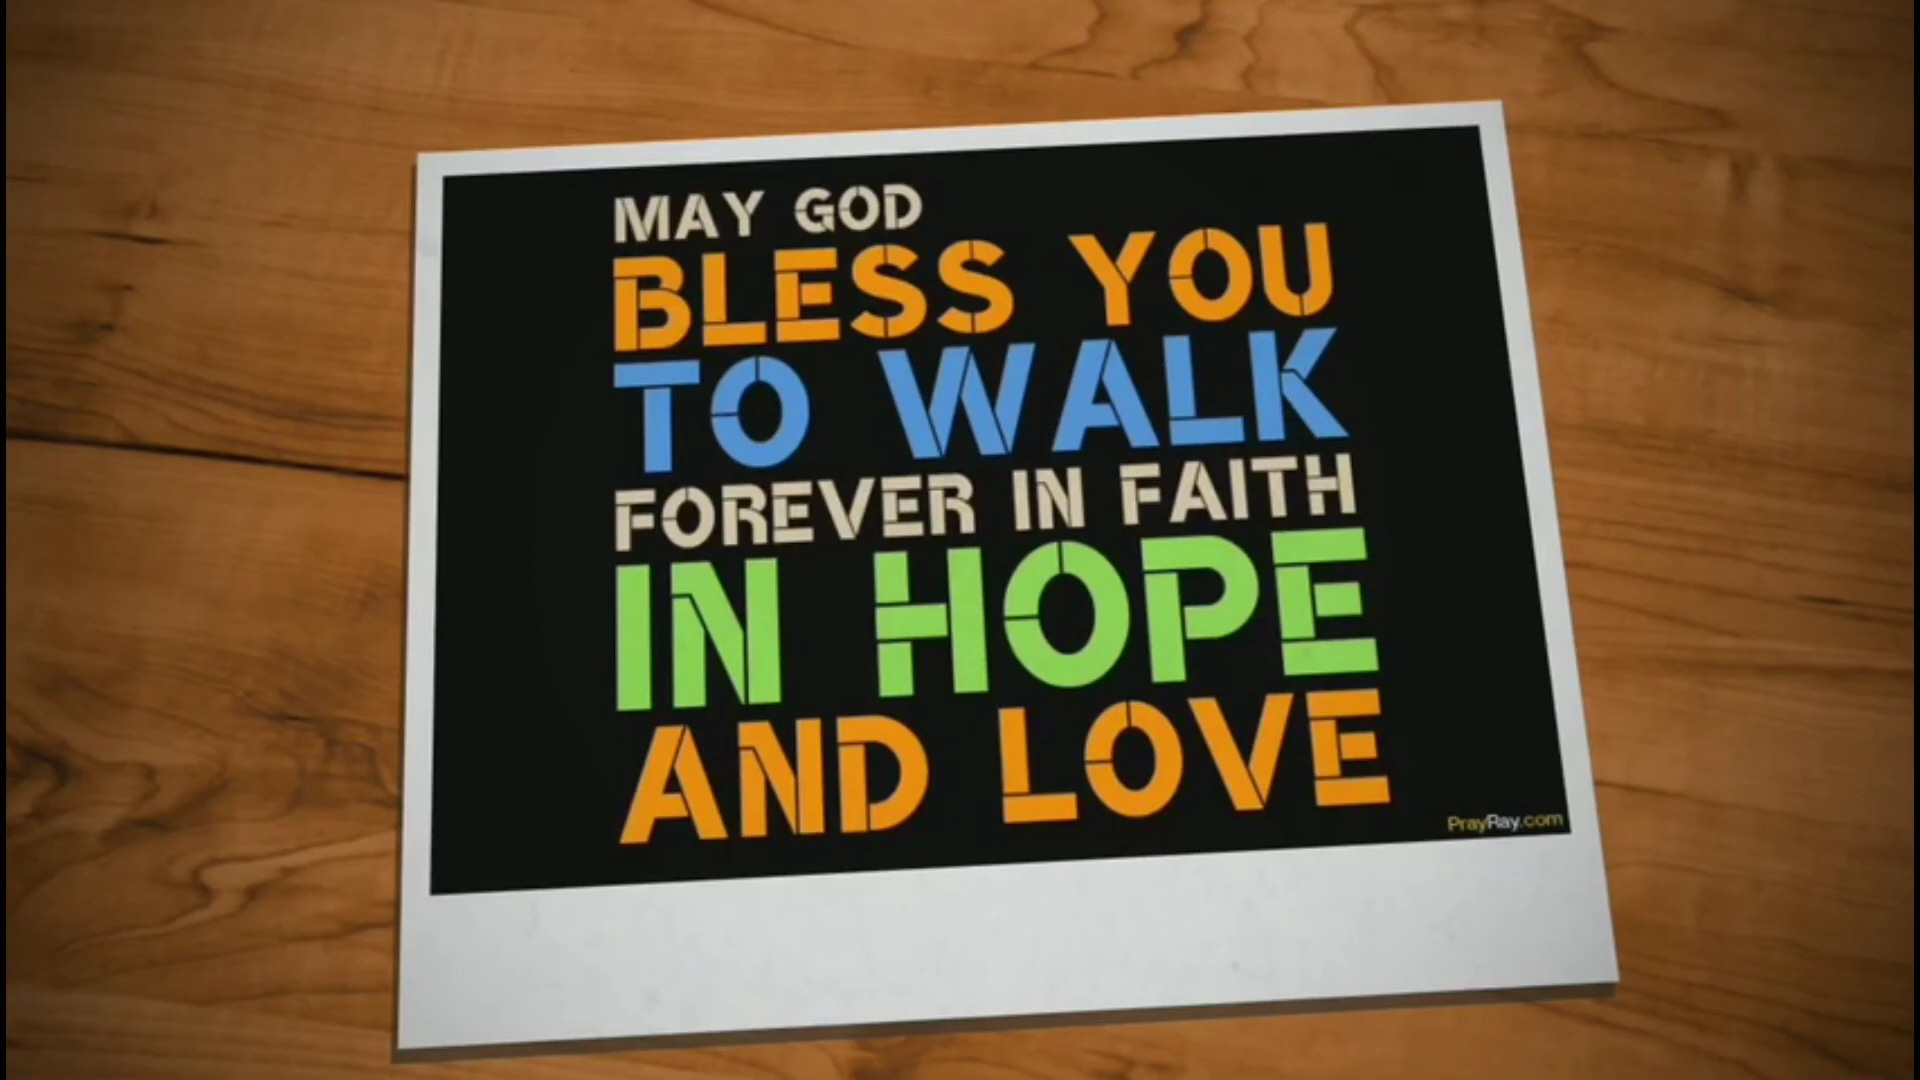 MAY GOD
BLESS YOU
TO WALK
FOREVER IN FAITH
IN HOPE
AND LOVE
PrayRay.com